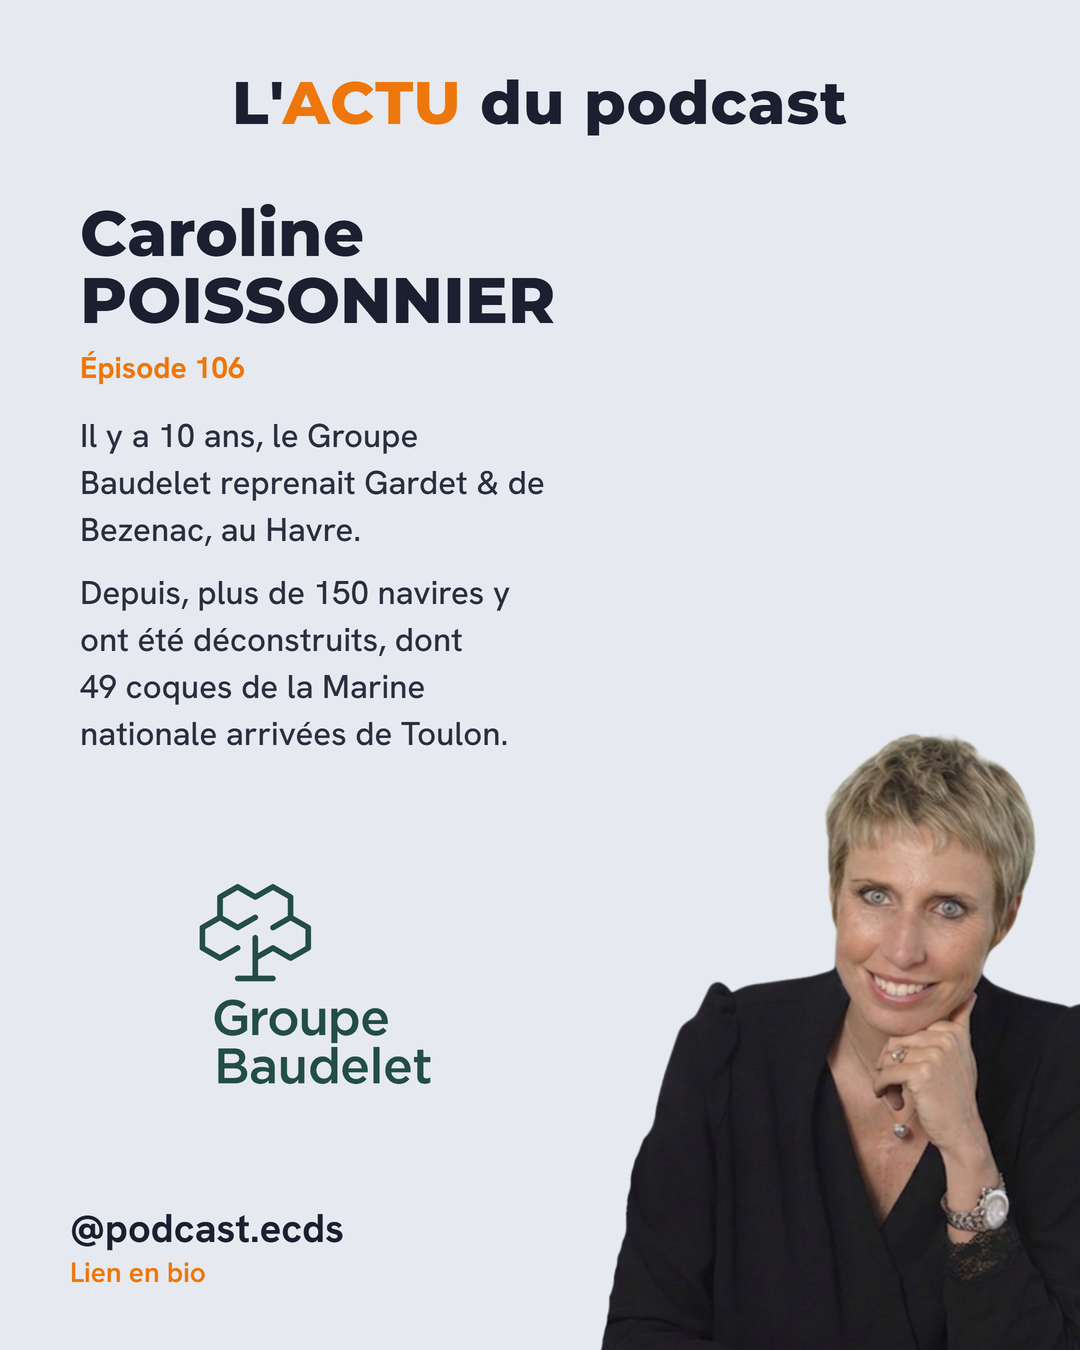 L'ACTU du podcast
Caroline
POISSONNIER
Épisode 106
Il y a 10 ans, le Groupe
Baudelet reprenait Gardet & de
Bezenac, au Havre.
Depuis, plus de 150 navires y
ont été déconstruits, dont
49 coques de la Marine
nationale arrivées de Toulon.
Groupe
Baudelet
@podcast.ecds
Lien en bio